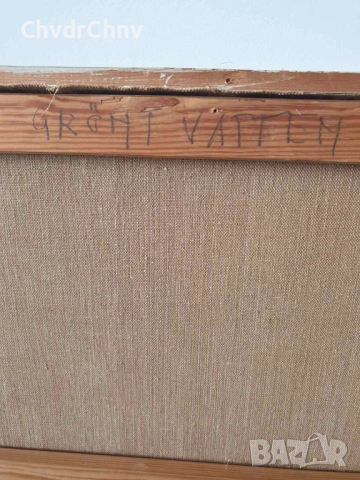 ChvdrChnv
GRÖNT VATTEN
BAZAR